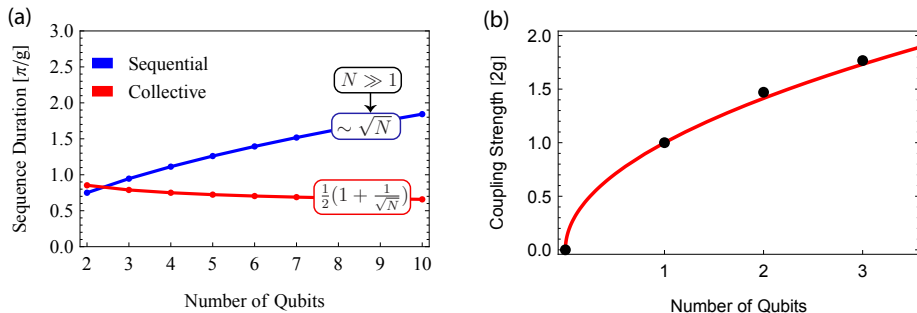 (a)
3.0
2.5
2.0
1.5
1.0
0.5
0.0
Sequence Duration [π/g]
Sequential
Collective
N ≫ 1
∼ √N
1/2(1 + 1/√N)
2 3 4 5 6 7 8 9 10
Number of Qubits
(b)
2.0
1.5
1.0
0.5
0.0
Coupling Strength [2g]
1 2 3
Number of Qubits